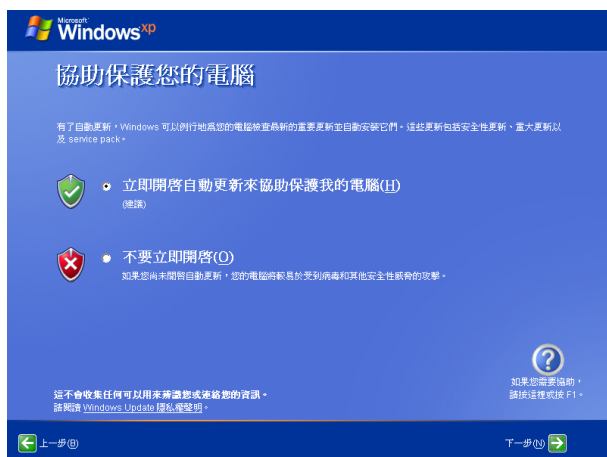 Microsoft
Windows xp
協助保護您的電腦
有了自動更新，Windows 可以例行地為您的電腦檢查最新的重要更新並自動安裝它們。這些更新包括安全性更新、重大更新以
及 service pack。
立即開啓自動更新來協助保護我的電腦(H)
(建議)
不要立即開啓(O)
如果您尚未開啓自動更新，您的電腦將較易於受到病毒和其他安全性威脅的攻擊。
如果您需要協助，
請按這裡或按 F1。
這不會收集任何可以用來辨識您或連絡您的資訊。
請閱讀 Windows Update 隱私權聲明。
上一步(B)
下一步(N)